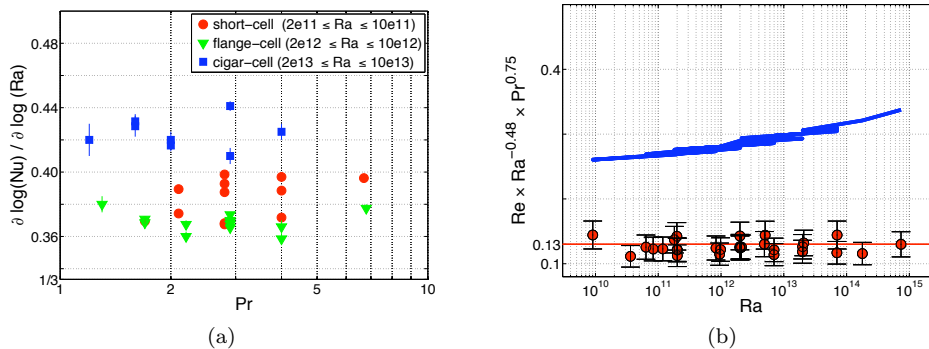 short-cell (2e11 ≤ Ra ≤ 10e11)
flange-cell (2e12 ≤ Ra ≤ 10e12)
cigar-cell (2e13 ≤ Ra ≤ 10e13)
0.48
0.44
0.40
0.36
1/3
∂ log(Nu) / ∂ log (Ra)
1 2 5 10
Pr
(a)
0.4
0.13
0.1
Re × Ra^-0.48 × Pr^0.75
10^10 10^11 10^12 10^13 10^14 10^15
Ra
(b)